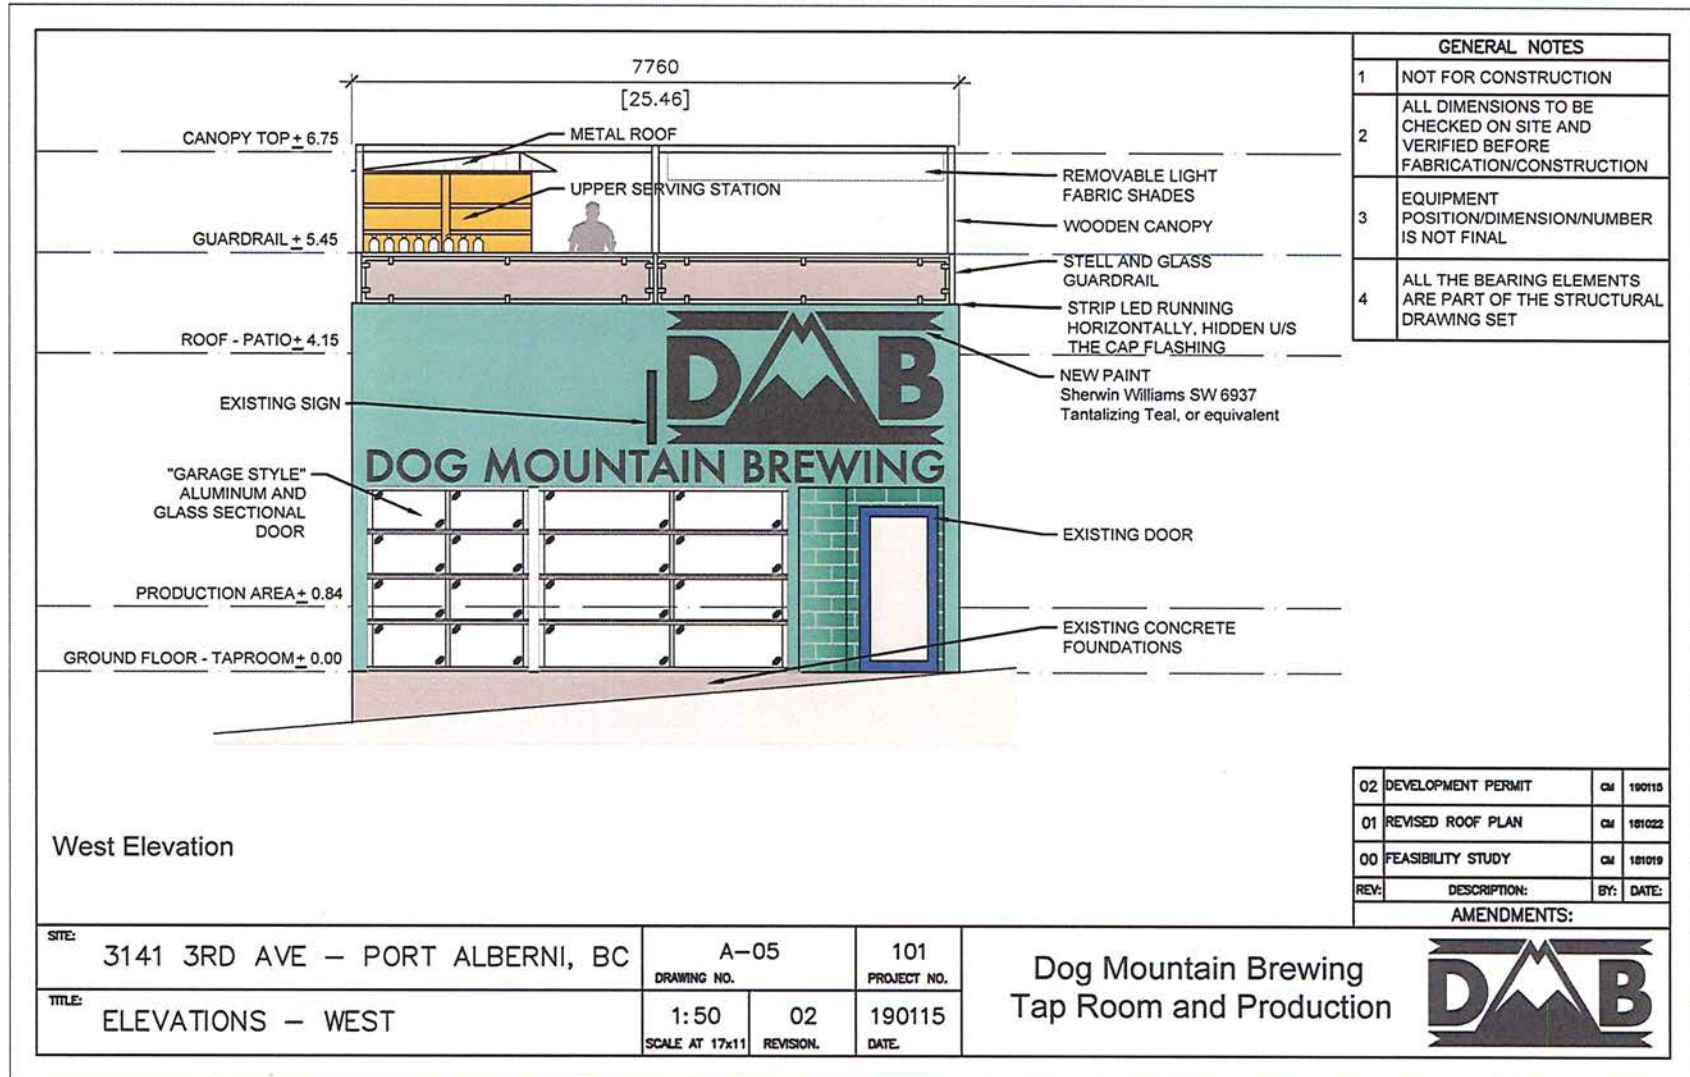 7760
[25.46]
CANOPY TOP ± 6.75
METAL ROOF
UPPER SERVING STATION
GUARDRAIL ± 5.45
ROOF - PATIO ± 4.15
EXISTING SIGN
"GARAGE STYLE"
ALUMINUM AND
GLASS SECTIONAL
DOOR
PRODUCTION AREA ± 0.84
GROUND FLOOR - TAPROOM ± 0.00
REMOVABLE LIGHT
FABRIC SHADES
WOODEN CANOPY
STELL AND GLASS
GUARDRAIL
STRIP LED RUNNING
HORIZONTALLY, HIDDEN U/S
THE CAP FLASHING
NEW PAINT
Sherwin Williams SW 6937
Tantalizing Teal, or equivalent
EXISTING DOOR
EXISTING CONCRETE
FOUNDATIONS
DMB
DOG MOUNTAIN BREWING
GENERAL NOTES
1 NOT FOR CONSTRUCTION
2 ALL DIMENSIONS TO BE
CHECKED ON SITE AND
VERIFIED BEFORE
FABRICATION/CONSTRUCTION
3 EQUIPMENT
POSITION/DIMENSION/NUMBER
IS NOT FINAL
4 ALL THE BEARING ELEMENTS
ARE PART OF THE STRUCTURAL
DRAWING SET
West Elevation
02 DEVELOPMENT PERMIT CM 190115
01 REVISED ROOF PLAN CM 181022
00 FEASIBILITY STUDY CM 181019
REV: DESCRIPTION: BY: DATE:
AMENDMENTS:
SITE: 3141 3RD AVE – PORT ALBERNI, BC
TITLE: ELEVATIONS – WEST
A–05
DRAWING NO.
101
PROJECT NO.
1:50
SCALE AT 17x11
02
REVISION.
190115
DATE.
Dog Mountain Brewing
Tap Room and Production
DMB